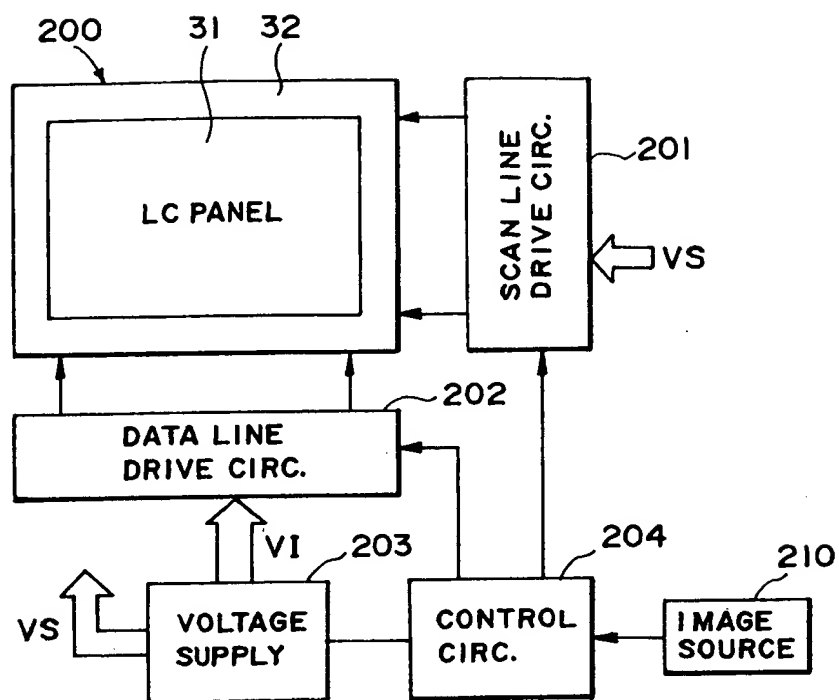 200
31
32
LC PANEL
SCAN LINE
DRIVE CIRC.
201
VS
202
DATA LINE
DRIVE CIRC.
VI
203
204
210
VS
VOLTAGE
SUPPLY
CONTROL
CIRC.
IMAGE
SOURCE